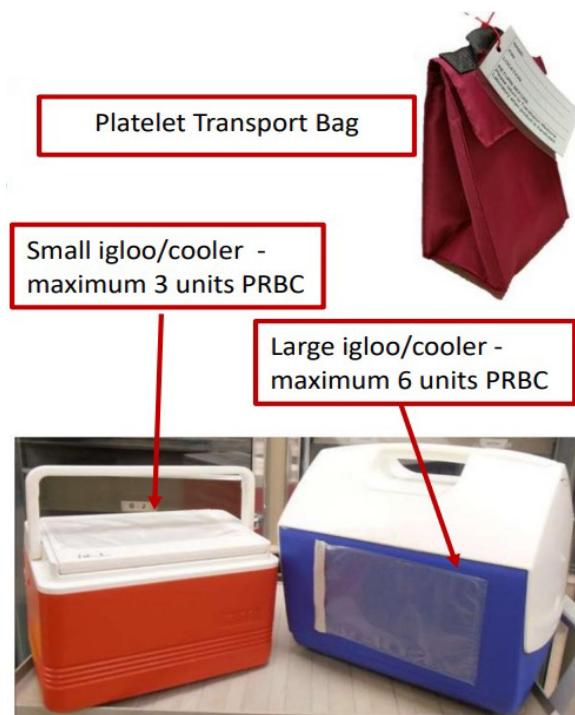 Platelet Transport Bag
Small igloo/cooler -
maximum 3 units PRBC
Large igloo/cooler -
maximum 6 units PRBC